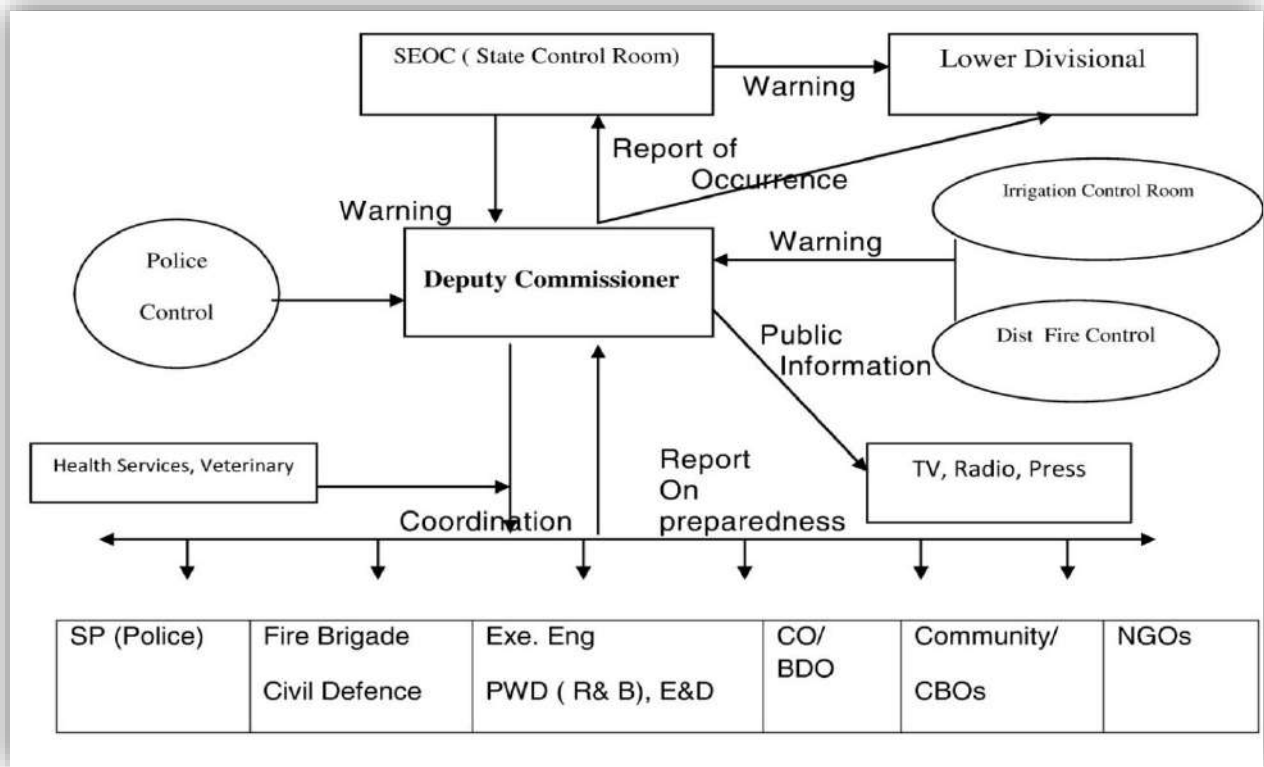 SEOC ( State Control Room)
Lower Divisional
Warning
Report of
Occurrence
Irrigation Control Room
Warning
Warning
Police
Control
Deputy Commissioner
Dist Fire Control
Public
Information
Health Services, Veterinary
Report
On
preparedness
TV, Radio, Press
Coordination
SP (Police)
Fire Brigade
Civil Defence
Exe. Eng
PWD ( R& B), E&D
CO/
BDO
Community/
CBOs
NGOs